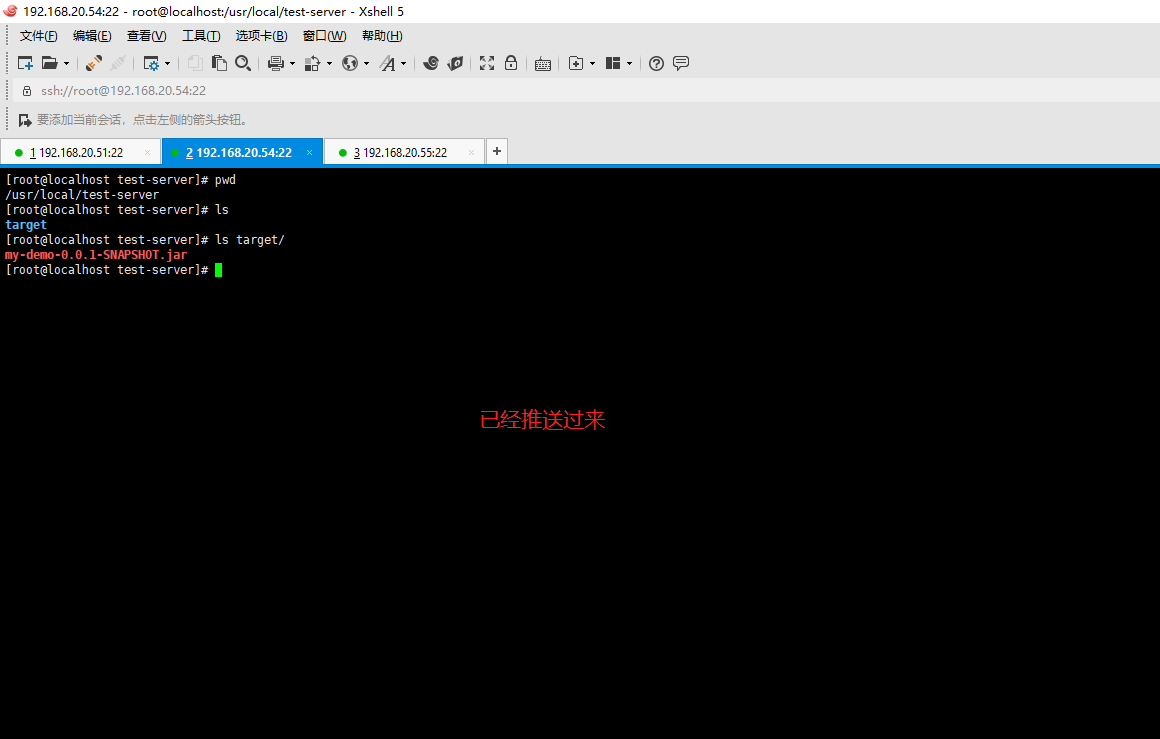 192.168.20.54:22 - root@localhost:/usr/local/test-server - Xshell 5
文件(F) 编辑(E) 查看(V) 工具(T) 选项卡(B) 窗口(W) 帮助(H)
ssh://root@192.168.20.54:22
要添加当前会话，点击左侧的箭头按钮。
1 192.168.20.51:22 × 2 192.168.20.54:22 × 3 192.168.20.55:22 × +
[root@localhost test-server]# pwd
/usr/local/test-server
[root@localhost test-server]# ls
target
[root@localhost test-server]# ls target/
my-demo-0.0.1-SNAPSHOT.jar
[root@localhost test-server]#
已经推送过来